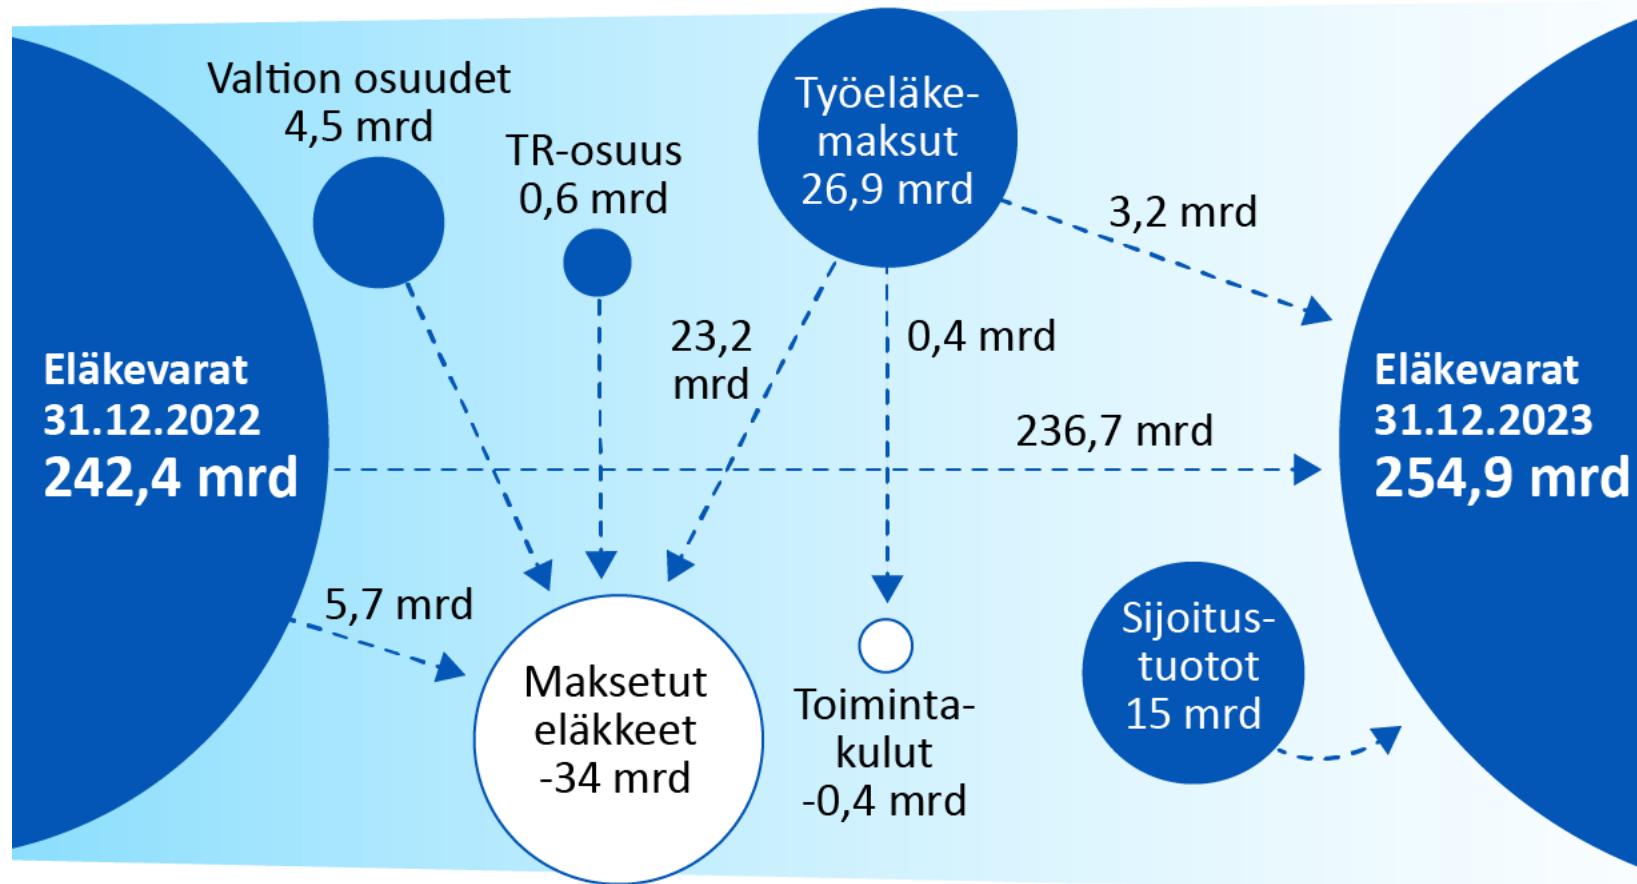 Valtion osuudet
4,5 mrd
TR-osuus
0,6 mrd
Työeläke-
maksut
26,9 mrd
3,2 mrd
23,2
mrd
0,4 mrd
Eläkevarat
31.12.2022
242,4 mrd
236,7 mrd
Eläkevarat
31.12.2023
254,9 mrd
5,7 mrd
Maksetut
eläkkeet
-34 mrd
Toiminta-
kulut
-0,4 mrd
Sijoitus-
tuotot
15 mrd